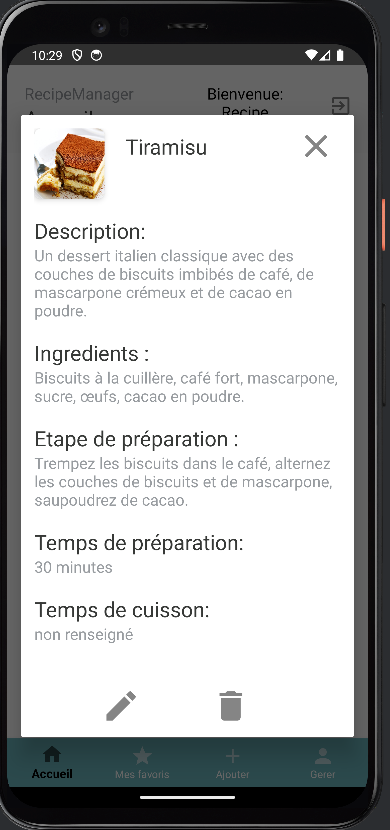 10:29
RecipeManager
Bienvenue:
Recipe
Tiramisu
Description:
Un dessert italien classique avec des
couches de biscuits imbibés de café, de
mascarpone crémeux et de cacao en
poudre.
Ingredients :
Biscuits à la cuillère, café fort, mascarpone,
sucre, œufs, cacao en poudre.
Etape de préparation :
Trempez les biscuits dans le café, alternez
les couches de biscuits et de mascarpone,
saupoudrez de cacao.
Temps de préparation:
30 minutes
Temps de cuisson:
non renseigné
Accueil
Mes favoris
Ajouter
Gerer